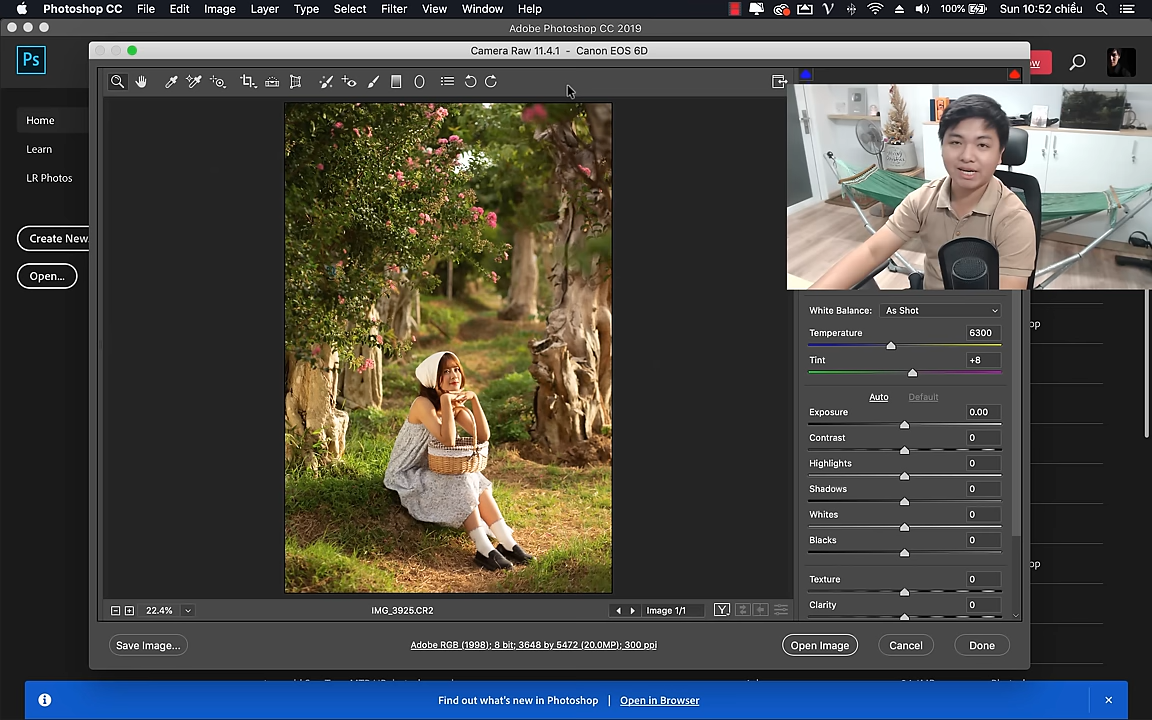 Photoshop CC File Edit Image Layer Type Select Filter View Window Help 100% Sun 10:52 chiều
Adobe Photoshop CC 2019
Camera Raw 11.4.1 - Canon EOS 6D
Ps
Home
Learn
LR Photos
Create New
Open...
White Balance: As Shot
Temperature 6300
Tint +8
Auto Default
Exposure 0.00
Contrast 0
Highlights 0
Shadows 0
Whites 0
Blacks 0
Texture 0
Clarity 0
22.4% IMG_3925.CR2 Image 1/1 Y
Save Image... Adobe RGB (1998); 8 bit; 3648 by 5472 (20.0MP); 300 ppi Open Image Cancel Done
Find out what's new in Photoshop | Open in Browser